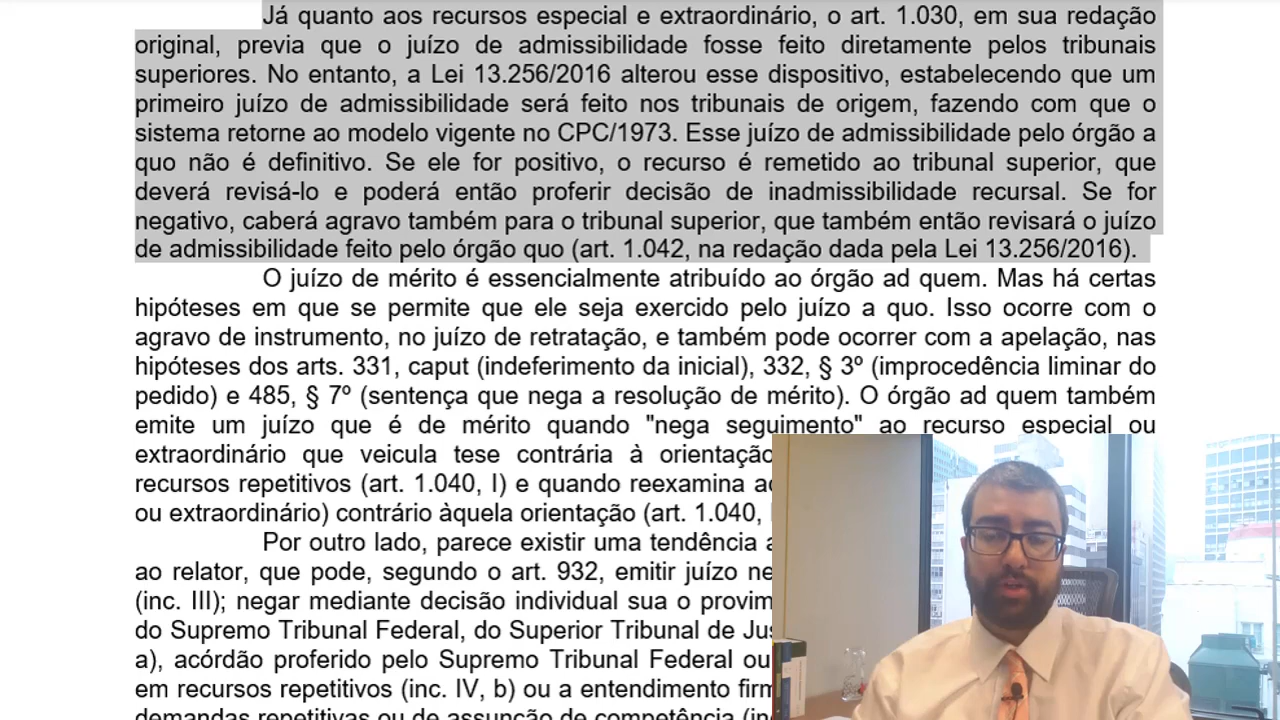 Já quanto aos recursos especial e extraordinário, o art. 1.030, em sua redação
original, previa que o juízo de admissibilidade fosse feito diretamente pelos tribunais
superiores. No entanto, a Lei 13.256/2016 alterou esse dispositivo, estabelecendo que um
primeiro juízo de admissibilidade será feito nos tribunais de origem, fazendo com que o
sistema retorne ao modelo vigente no CPC/1973. Esse juízo de admissibilidade pelo órgão a
quo não é definitivo. Se ele for positivo, o recurso é remetido ao tribunal superior, que
deverá revisá-lo e poderá então proferir decisão de inadmissibilidade recursal. Se for
negativo, caberá agravo também para o tribunal superior, que também então revisará o juízo
de admissibilidade feito pelo órgão quo (art. 1.042, na redação dada pela Lei 13.256/2016).
O juízo de mérito é essencialmente atribuído ao órgão ad quem. Mas há certas
hipóteses em que se permite que ele seja exercido pelo juízo a quo. Isso ocorre com o
agravo de instrumento, no juízo de retratação, e também pode ocorrer com a apelação, nas
hipóteses dos arts. 331, caput (indeferimento da inicial), 332, § 3º (improcedência liminar do
pedido) e 485, § 7º (sentença que nega a resolução de mérito). O órgão ad quem também
emite um juízo que é de mérito quando "nega seguimento" ao recurso especial ou
extraordinário que veicula tese contrária à orientação
recursos repetitivos (art. 1.040, I) e quando reexamina
ou extraordinário) contrário àquela orientação (art. 1.040,
Por outro lado, parece existir uma tendência
ao relator, que pode, segundo o art. 932, emitir juízo
(inc. III); negar mediante decisão individual sua o
do Supremo Tribunal Federal, do Superior Tribunal de
a), acórdão proferido pelo Supremo Tribunal Federal ou
em recursos repetitivos (inc. IV, b) ou a entendimento
demandas repetitivas ou de assunção de competência